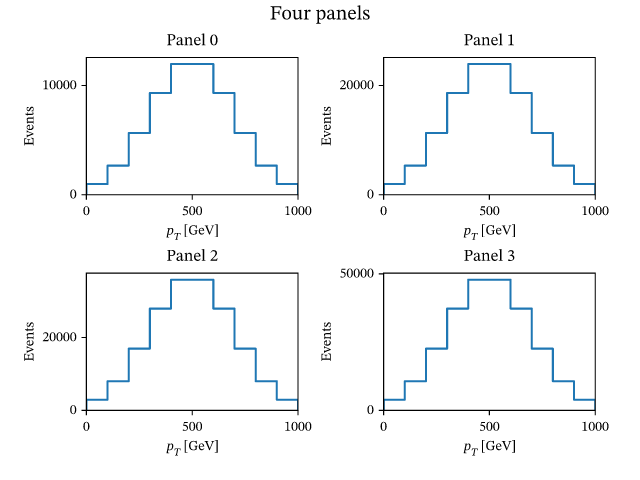 Four panels
Panel 0
10000
0
Events
0 500 1000
p_T [GeV]
Panel 1
20000
0
Events
0 500 1000
p_T [GeV]
Panel 2
20000
0
Events
0 500 1000
p_T [GeV]
Panel 3
50000
0
Events
0 500 1000
p_T [GeV]